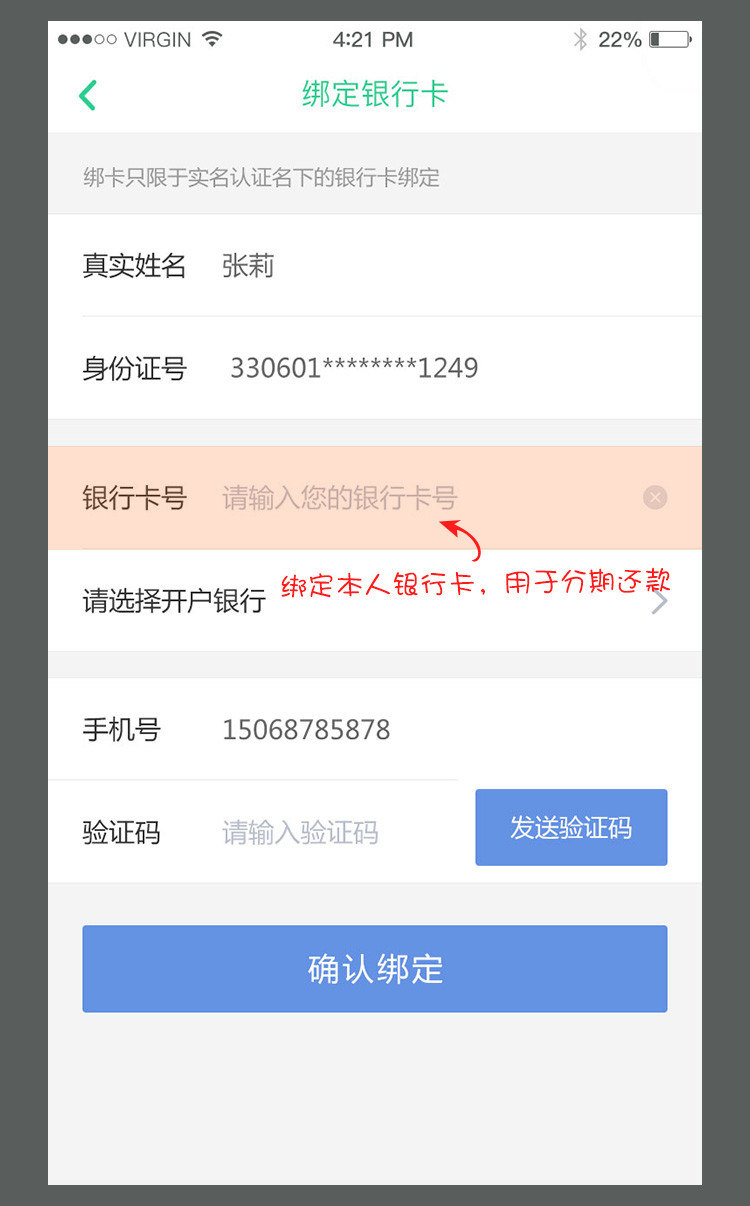 VIRGIN 4:21 PM 22%
绑定银行卡
绑卡只限于实名认证名下的银行卡绑定
真实姓名 张莉
身份证号 330601********1249
银行卡号 请输入您的银行卡号
绑定本人银行卡，用于分期还款
请选择开户银行
手机号 15068785878
验证码 请输入验证码 发送验证码
确认绑定